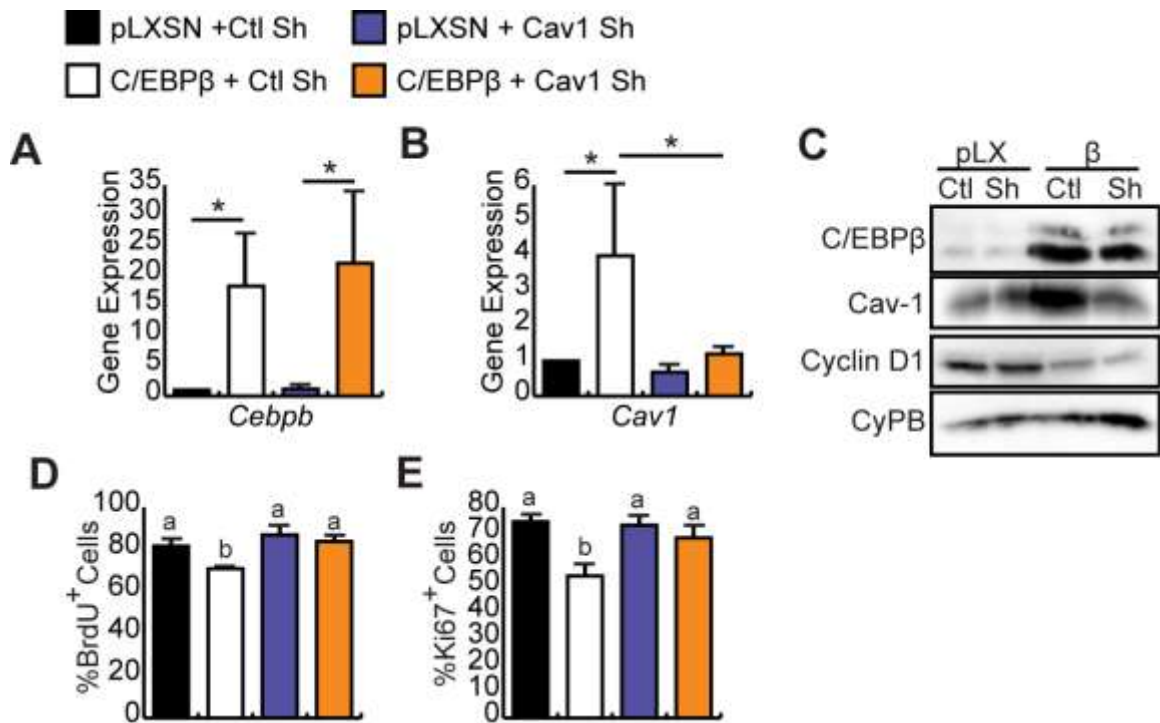 pLXSN +Ctl Sh
pLXSN + Cav1 Sh
C/EBPβ + Ctl Sh
C/EBPβ + Cav1 Sh
A
Gene Expression
35
30
25
20
15
10
5
0
*
*
Cebpb
B
Gene Expression
6
5
4
3
2
1
0
*
*
Cav1
C
pLX β
Ctl Sh Ctl Sh
C/EBPβ
Cav-1
Cyclin D1
CyPB
D
%BrdU+ Cells
100
80
60
40
20
0
a b a a
E
%Ki67+ Cells
80
70
60
50
40
30
20
10
0
a b a a